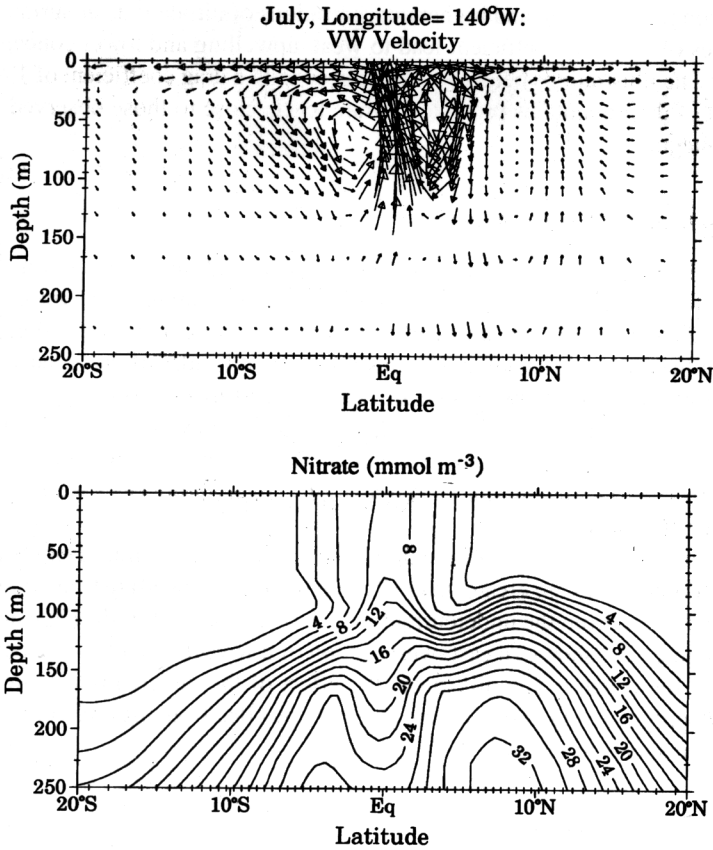 July, Longitude= 140°W:
VW Velocity
0
50
100
150
200
250
Depth (m)
20°S
10°S
Eq
10°N
20°N
Latitude
Nitrate (mmol m⁻³)
0
50
100
150
200
250
Depth (m)
8
4
8
12
16
20
24
4
8
12
16
20
24
28
32
20°S
10°S
Eq
10°N
20°N
Latitude